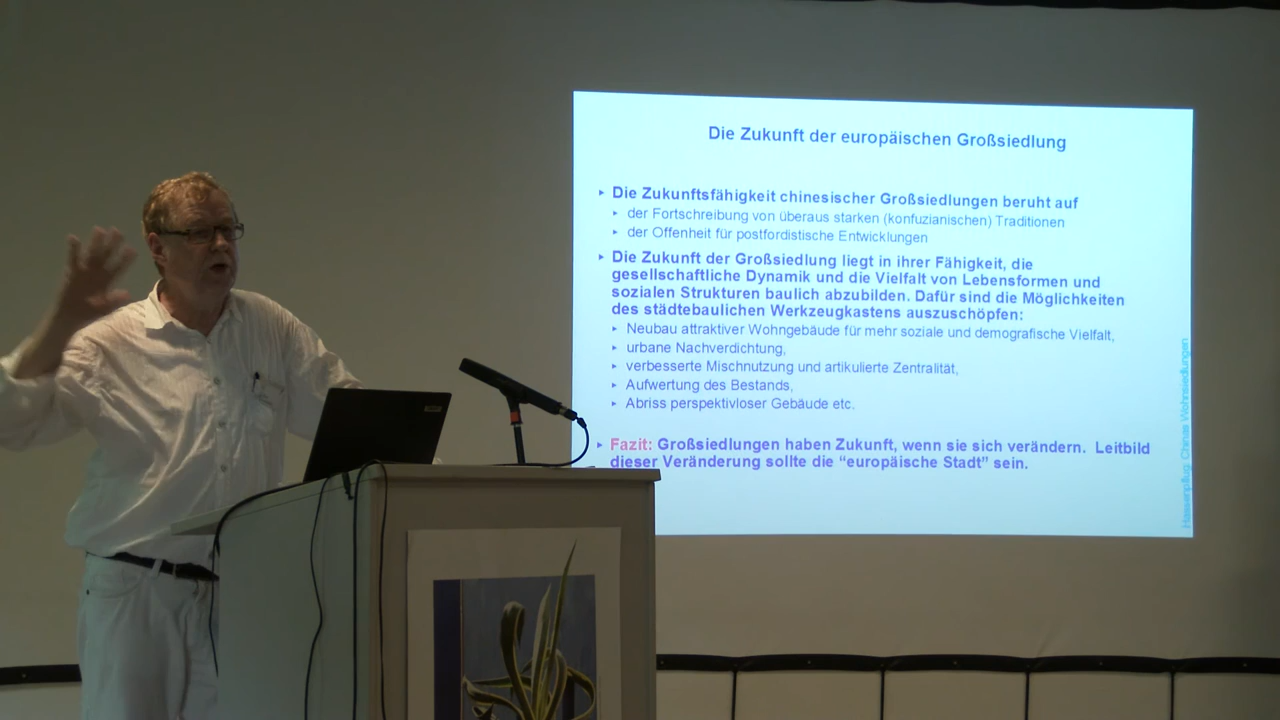 Die Zukunft der europäischen Großsiedlung
Die Zukunftsfähigkeit chinesischer Großsiedlungen beruht auf
der Fortschreibung von überaus starken (konfuzianischen) Traditionen
der Offenheit für postfordistische Entwicklungen
Die Zukunft der Großsiedlung liegt in ihrer Fähigkeit, die
gesellschaftliche Dynamik und die Vielfalt von Lebensformen und
sozialen Strukturen baulich abzubilden. Dafür sind die Möglichkeiten
des städtebaulichen Werkzeugkastens auszuschöpfen:
Neubau attraktiver Wohngebäude für mehr soziale und demografische Vielfalt,
urbane Nachverdichtung,
verbesserte Mischnutzung und artikulierte Zentralität,
Aufwertung des Bestands,
Abriss perspektivloser Gebäude etc.
Fazit: Großsiedlungen haben Zukunft, wenn sie sich verändern. Leitbild
dieser Veränderung sollte die “europäische Stadt” sein.
Hassenpflug: Chinas Wohnsiedlungen